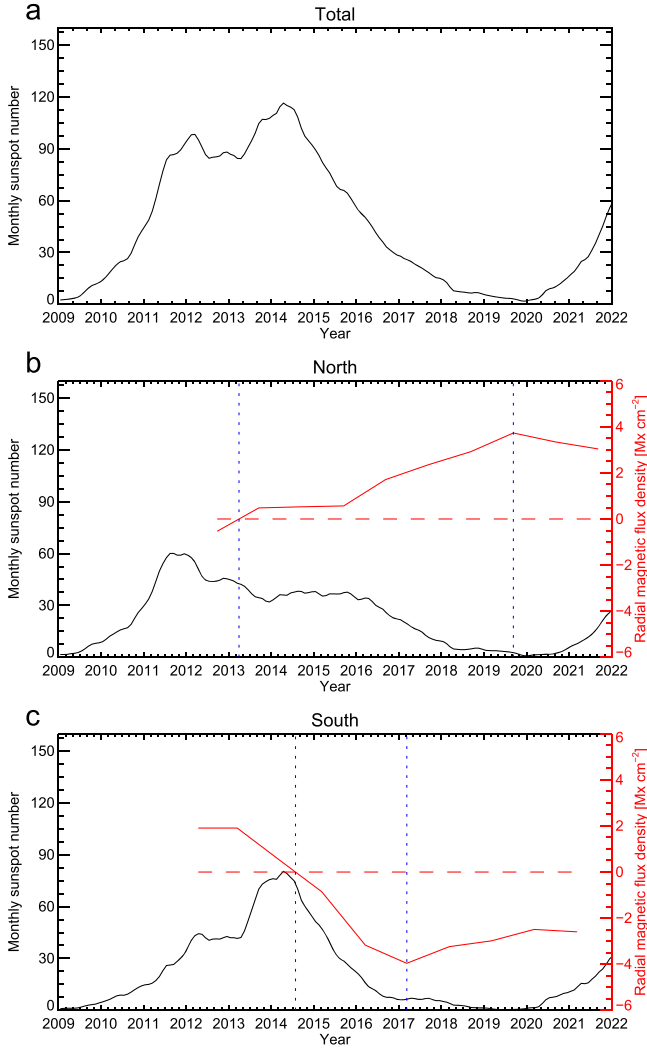 a
Total
150
120
90
60
30
0
Monthly sunspot number
2009 2010 2011 2012 2013 2014 2015 2016 2017 2018 2019 2020 2021 2022
Year
b
North
150
120
90
60
30
0
Monthly sunspot number
6
4
2
0
−2
−4
−6
Radial magnetic flux density [Mx cm−2]
2009 2010 2011 2012 2013 2014 2015 2016 2017 2018 2019 2020 2021 2022
Year
c
South
150
120
90
60
30
0
Monthly sunspot number
6
4
2
0
−2
−4
−6
Radial magnetic flux density [Mx cm−2]
2009 2010 2011 2012 2013 2014 2015 2016 2017 2018 2019 2020 2021 2022
Year